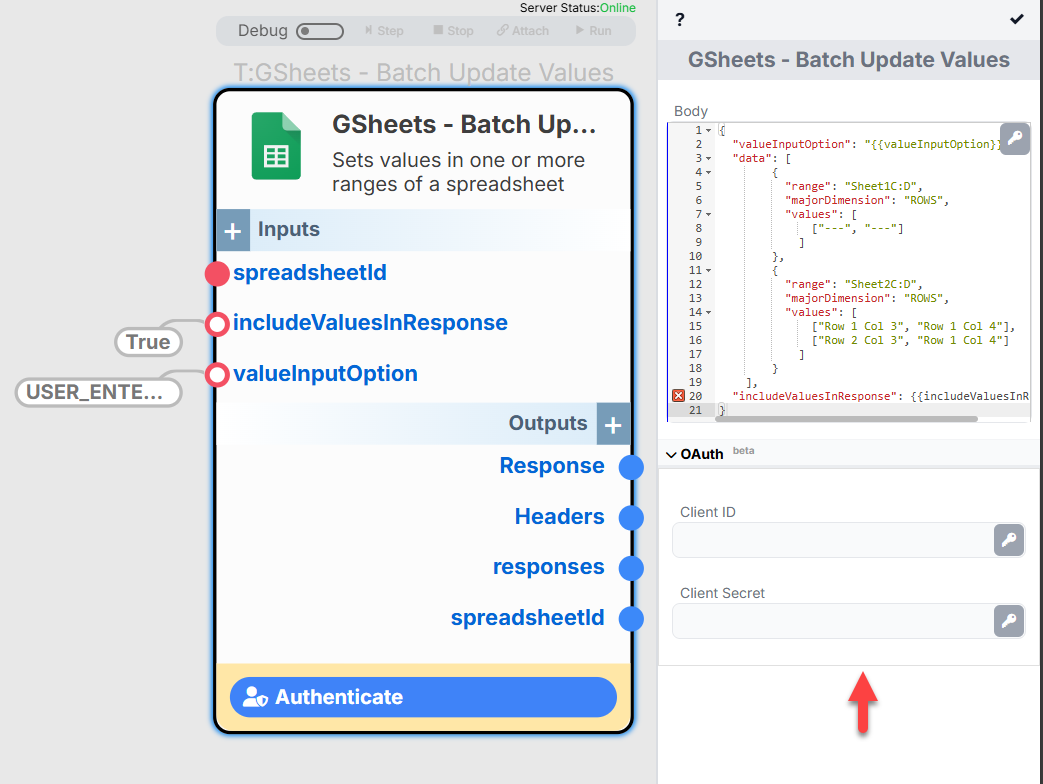 Server Status:Online
Debug Step Stop Attach Run
T:GSheets - Batch Update Values
GSheets - Batch Up...
Sets values in one or more
ranges of a spreadsheet
+ Inputs
spreadsheetId
includeValuesInResponse
True
valueInputOption
USER_ENTE...
Outputs +
Response
Headers
responses
spreadsheetId
Authenticate
?
GSheets - Batch Update Values
Body
1 {
2 "valueInputOption": "{{valueInputOption}}
3 "data": [
4 {
5 "range": "Sheet1C:D",
6 "majorDimension": "ROWS",
7 "values": [
8 ["---", "---"]
9 ]
10 },
11 {
12 "range": "Sheet2C:D",
13 "majorDimension": "ROWS",
14 "values": [
15 ["Row 1 Col 3", "Row 1 Col 4"],
16 ["Row 2 Col 3", "Row 1 Col 4"]
17 ]
18 }
19 ],
20 "includeValuesInResponse": {{includeValuesInR
21 }
OAuth beta
Client ID
Client Secret